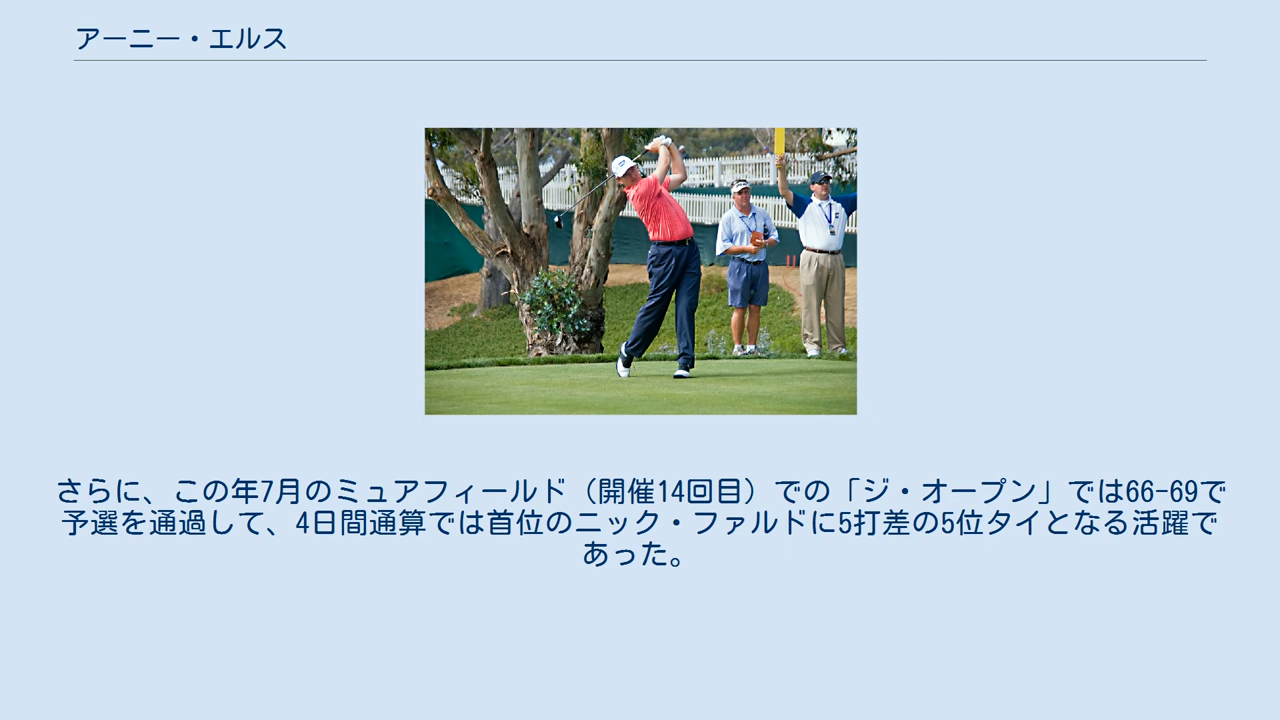 アーニー・エルス
さらに、この年7月のミュアフィールド（開催14回目）での「ジ・オープン」では66-69で
予選を通過して、4日間通算では首位のニック・ファルドに5打差の5位タイとなる活躍で
あった。